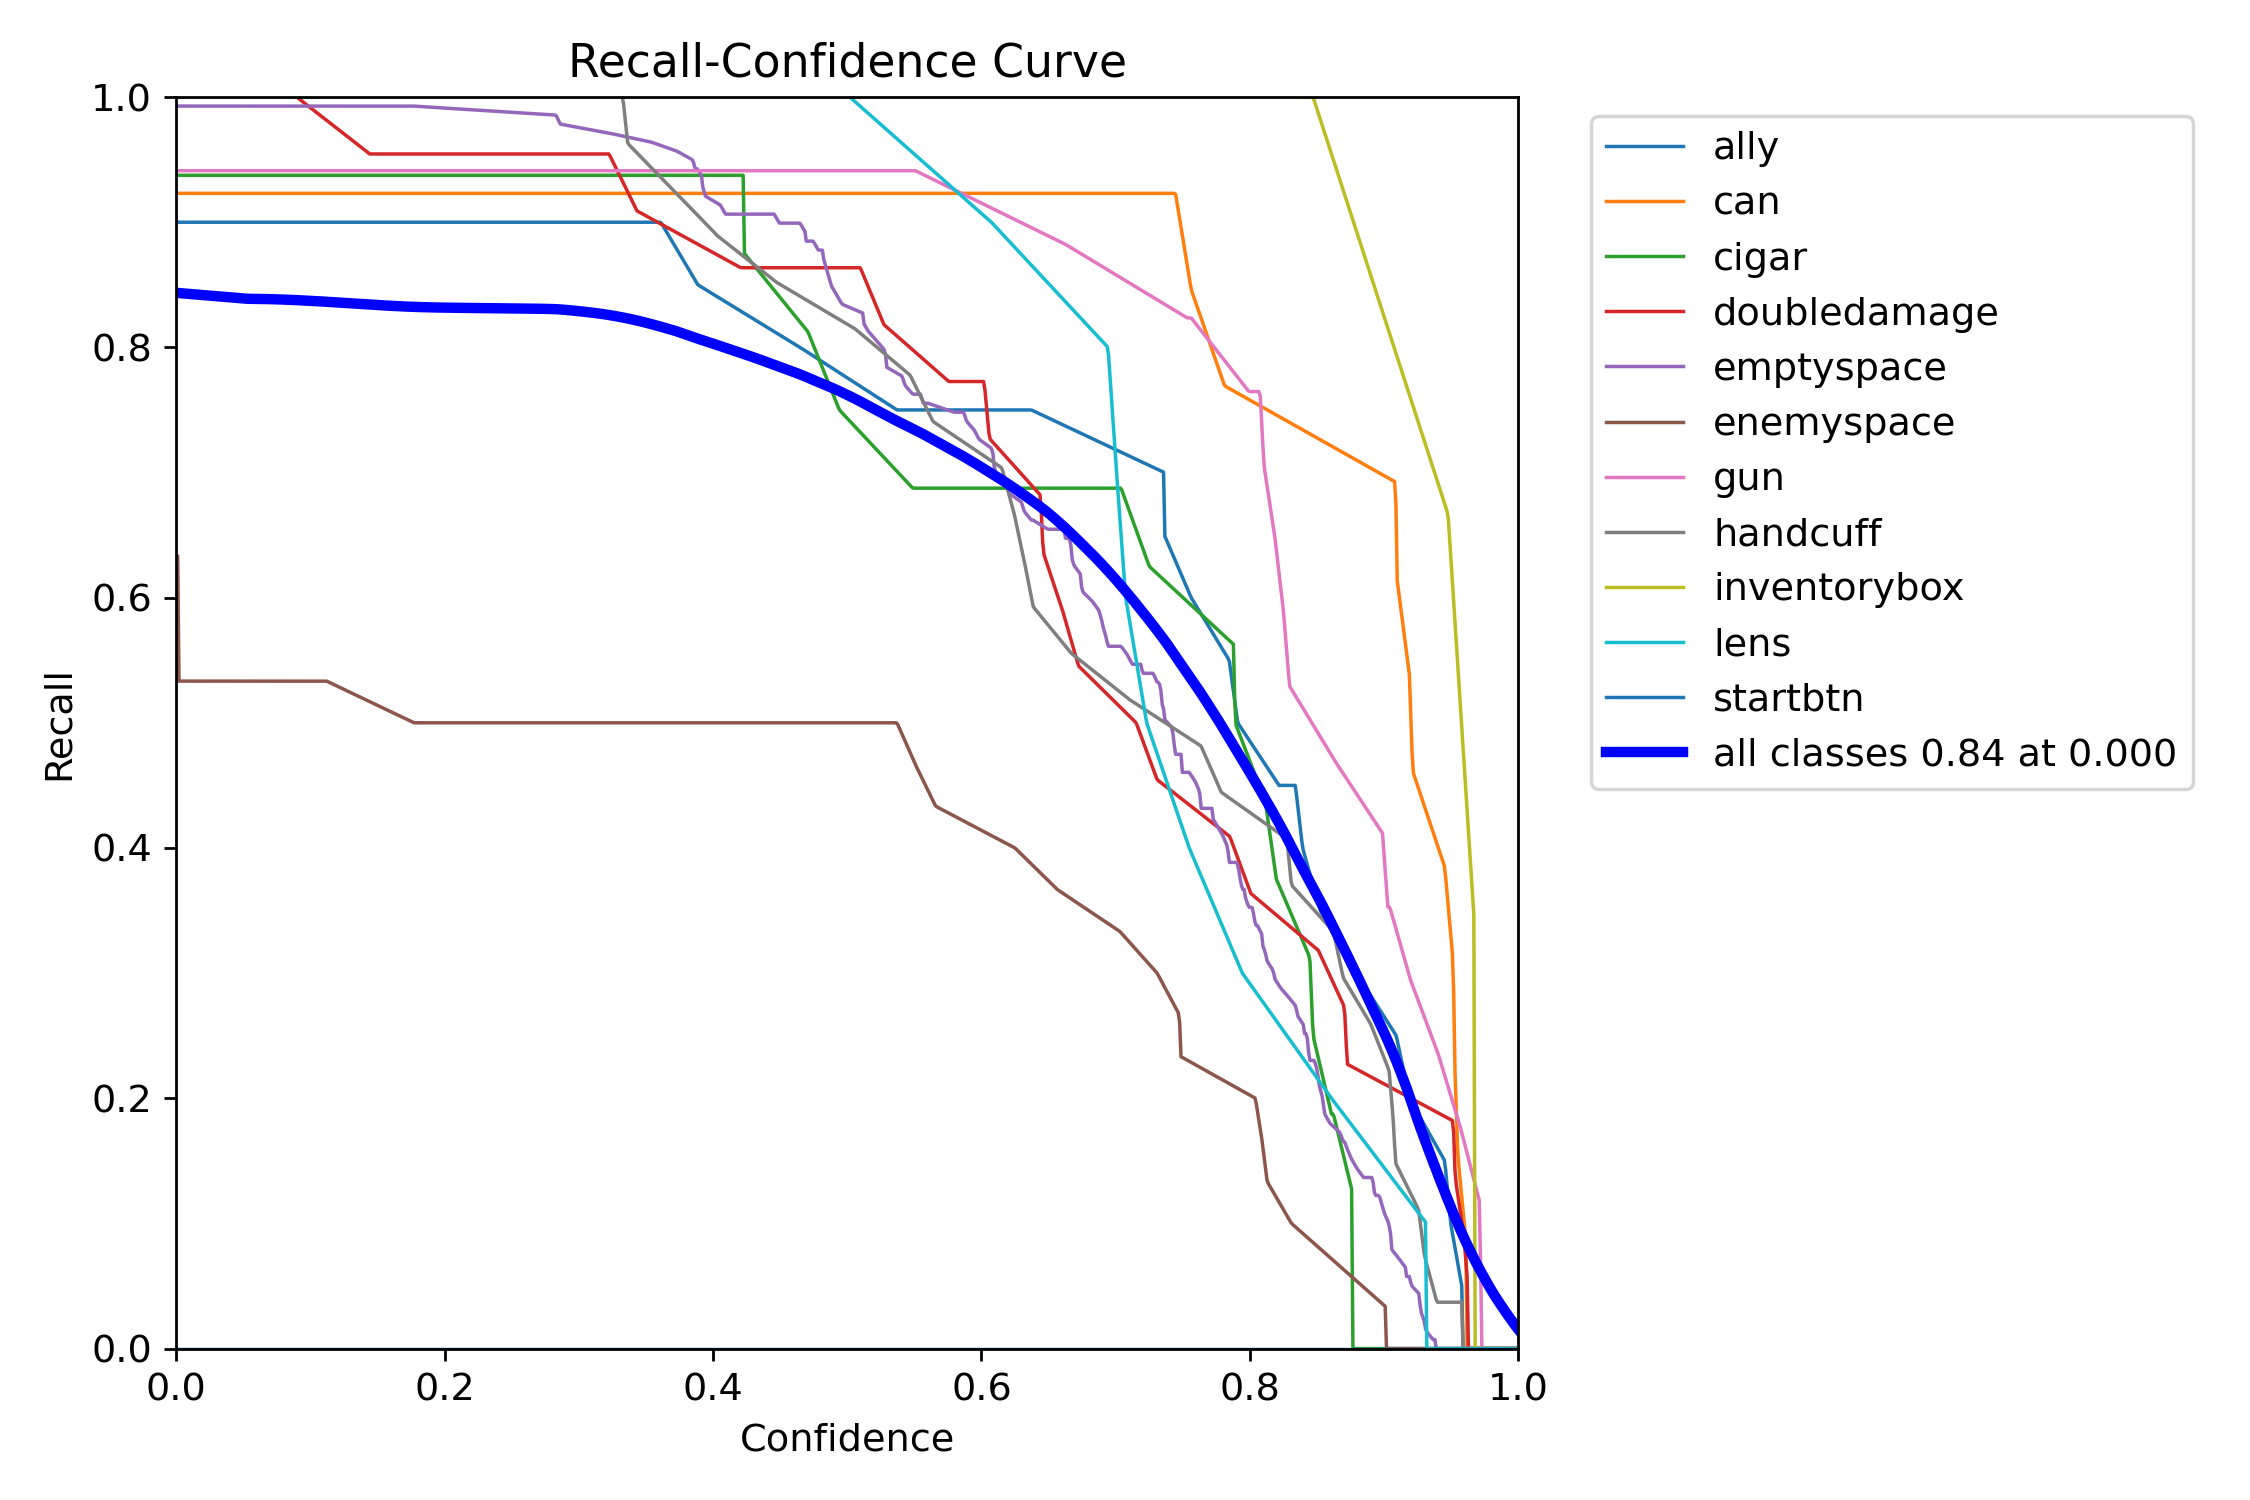 Recall-Confidence Curve
1.0
0.8
0.6
0.4
0.2
0.0
Recall
0.0 0.2 0.4 0.6 0.8 1.0
Confidence
ally
can
cigar
doubledamage
emptyspace
enemyspace
gun
handcuff
inventorybox
lens
startbtn
all classes 0.84 at 0.000